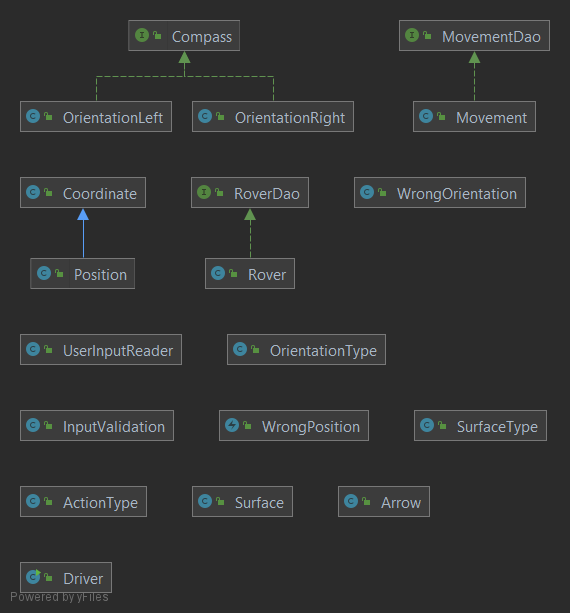 Compass
MovementDao
OrientationLeft
OrientationRight
Movement
Coordinate
RoverDao
WrongOrientation
Position
Rover
UserInputReader
OrientationType
InputValidation
WrongPosition
SurfaceType
ActionType
Surface
Arrow
Driver
Powered by yFiles